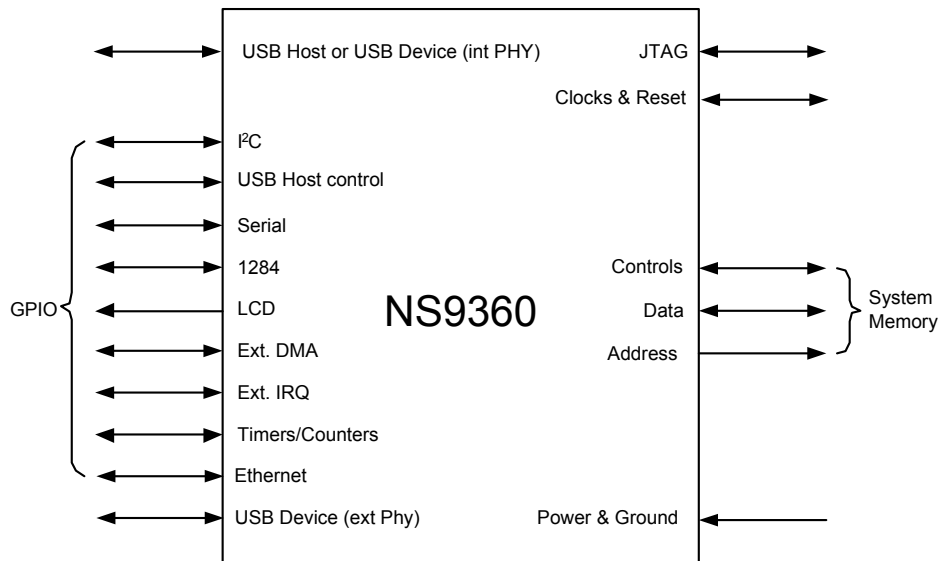 USB Host or USB Device (int PHY)
JTAG
Clocks & Reset
I²C
USB Host control
Serial
1284
LCD
Ext. DMA
Ext. IRQ
Timers/Counters
Ethernet
USB Device (ext Phy)
GPIO
NS9360
Controls
Data
Address
System
Memory
Power & Ground